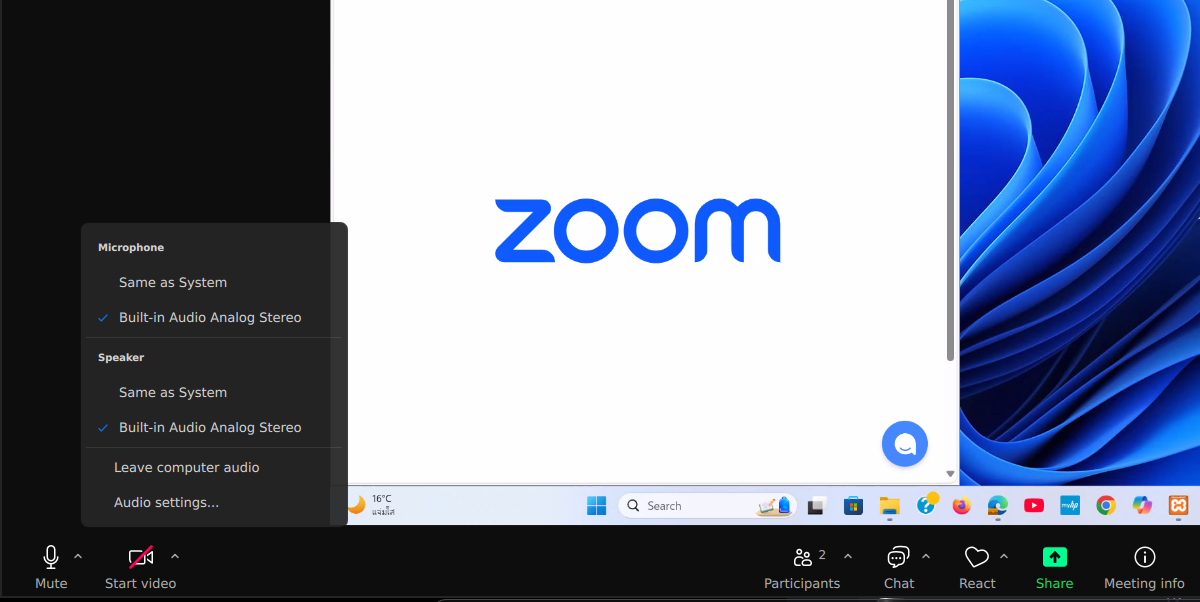 zoom
Microphone
Same as System
Built-in Audio Analog Stereo
Speaker
Same as System
Built-in Audio Analog Stereo
Leave computer audio
Audio settings...
16°C
แจ่มใส
Search
myhp
Mute
Start video
Participants
2
Chat
React
Share
Meeting info